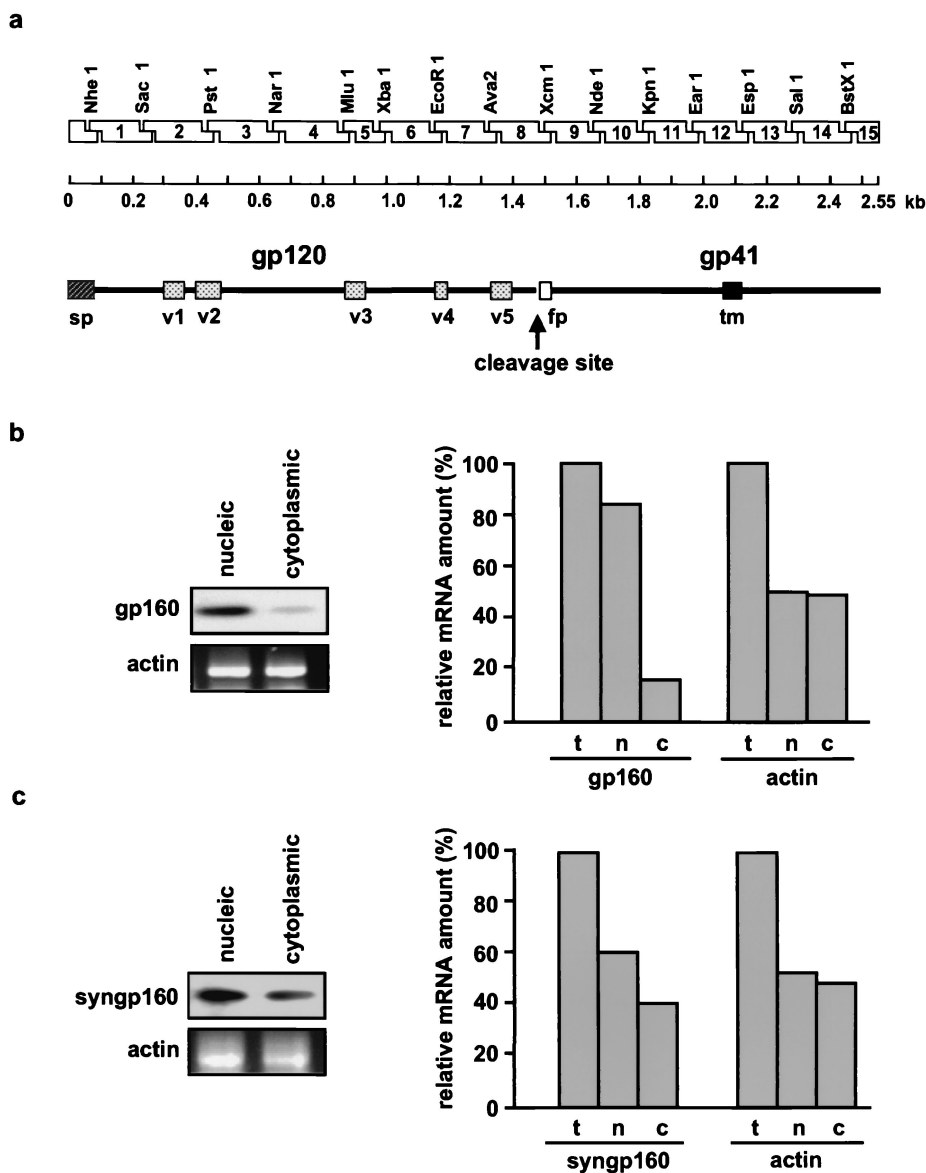 a
Nhe 1 Sac 1 Pst 1 Nar 1 Mlu 1 Xba 1 EcoR 1 Ava2 Xcm 1 Nde 1 Kpn 1 Ear 1 Esp 1 Sal 1 BstX 1
1 2 3 4 5 6 7 8 9 10 11 12 13 14 15
0 0.2 0.4 0.6 0.8 1.0 1.2 1.4 1.6 1.8 2.0 2.2 2.4 2.55 kb
gp120 gp41
sp v1 v2 v3 v4 v5 fp tm
cleavage site
b
nucleic cytoplasmic
gp160
actin
relative mRNA amount (%)
100
80
60
40
20
0
t n c t n c
gp160 actin
c
nucleic cytoplasmic
syngp160
actin
relative mRNA amount (%)
100
80
60
40
20
0
t n c t n c
syngp160 actin